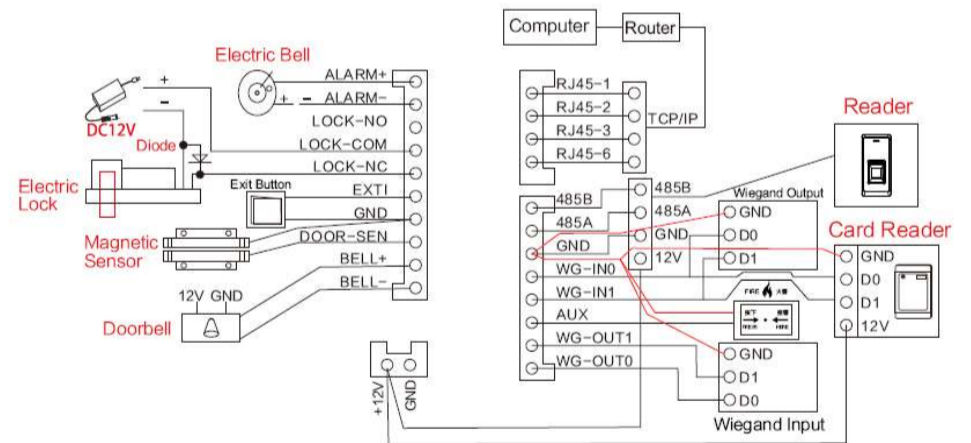 Computer
Router
Electric Bell
+
−
DC12V
Diode
Electric
Lock
Exit Button
Magnetic
Sensor
12V GND
Doorbell
+ −
ALARM+
ALARM−
LOCK−NO
LOCK−COM
LOCK−NC
EXTI
GND
DOOR−SEN
BELL+
BELL−
+12V
GND
RJ45−1
RJ45−2
RJ45−3
RJ45−6
TCP/IP
485B
485A
GND
WG−IN0
WG−IN1
AUX
WG−OUT1
WG−OUT0
485B
485A
GND
12V
Reader
Wiegand Output
GND
D0
D1
Card Reader
GND
D0
D1
12V
FIRE
GND
D1
D0
Wiegand Input